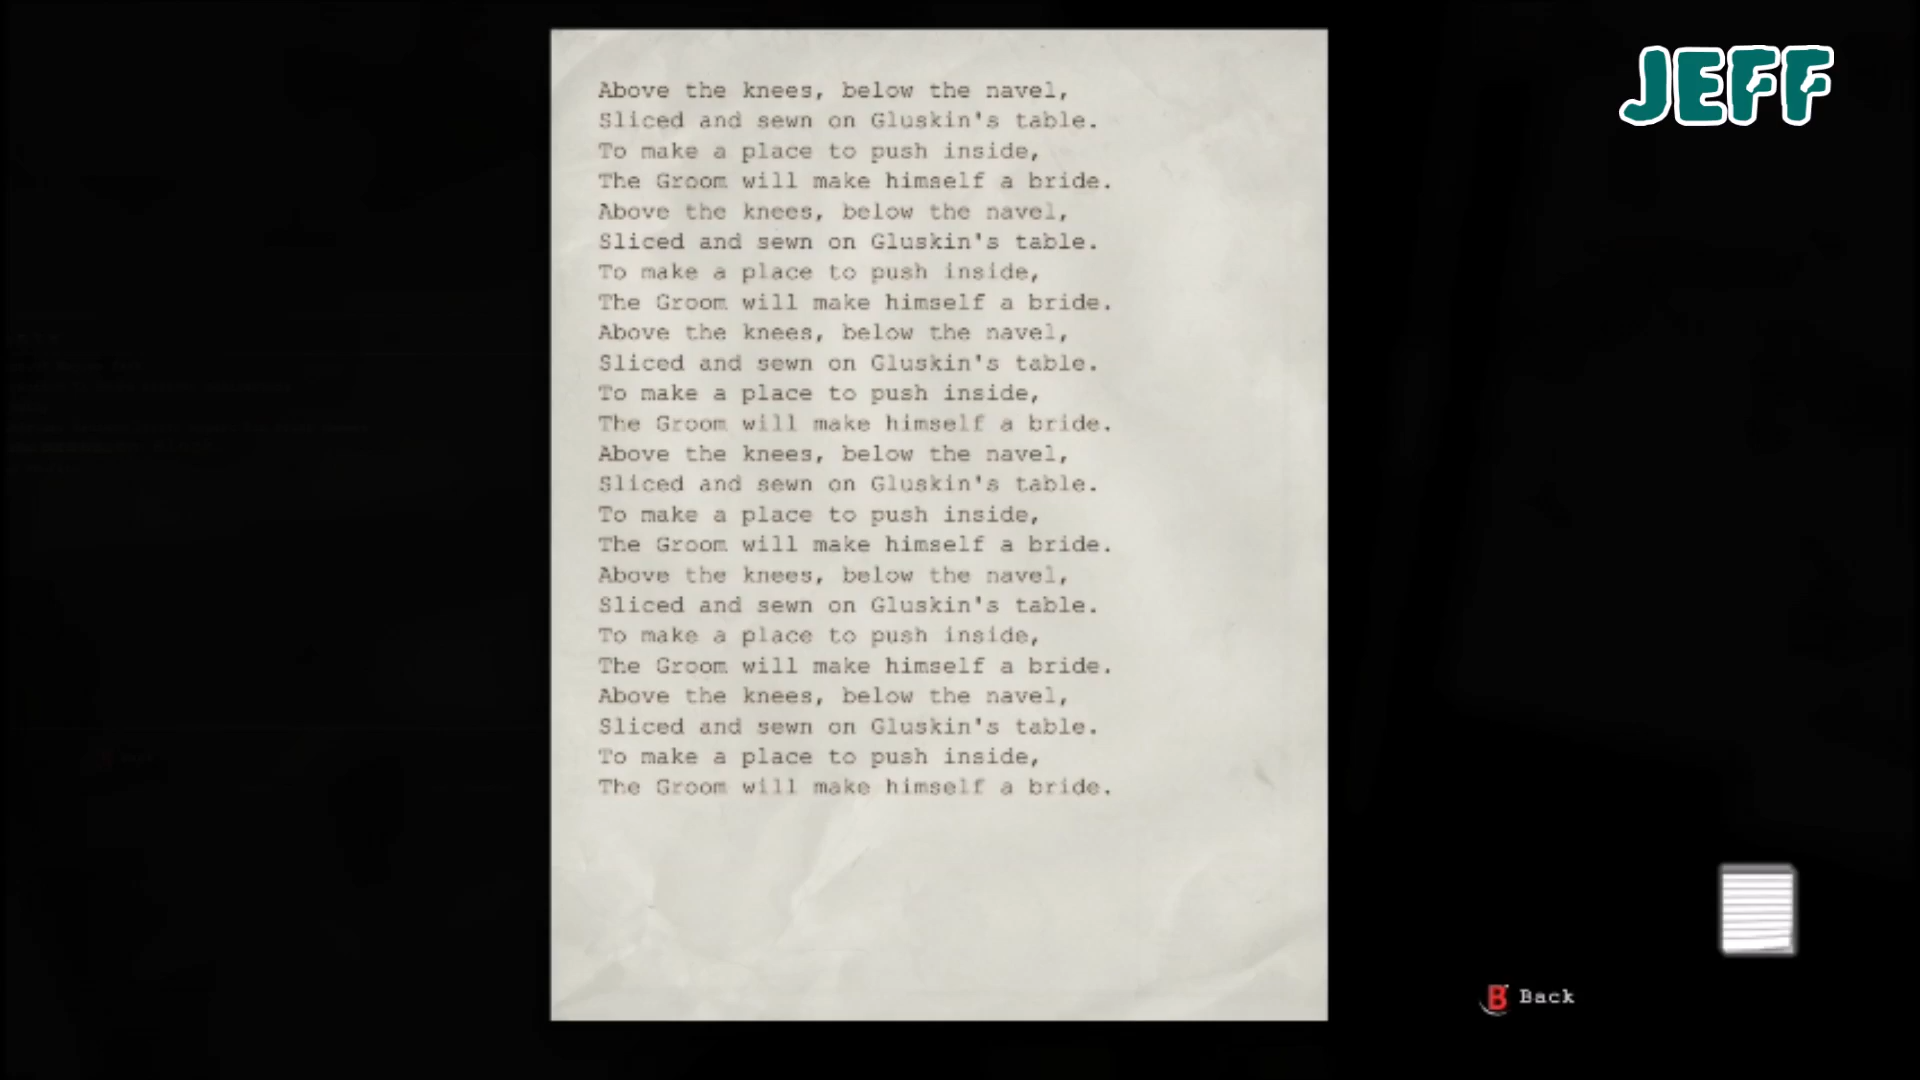 JEFF
Above the knees, below the navel,
Sliced and sewn on Gluskin's table.
To make a place to push inside,
The Groom will make himself a bride.
Above the knees, below the navel,
Sliced and sewn on Gluskin's table.
To make a place to push inside,
The Groom will make himself a bride.
Above the knees, below the navel,
Sliced and sewn on Gluskin's table.
To make a place to push inside,
The Groom will make himself a bride.
Above the knees, below the navel,
Sliced and sewn on Gluskin's table.
To make a place to push inside,
The Groom will make himself a bride.
Above the knees, below the navel,
Sliced and sewn on Gluskin's table.
To make a place to push inside,
The Groom will make himself a bride.
Above the knees, below the navel,
Sliced and sewn on Gluskin's table.
To make a place to push inside,
The Groom will make himself a bride.
B Back